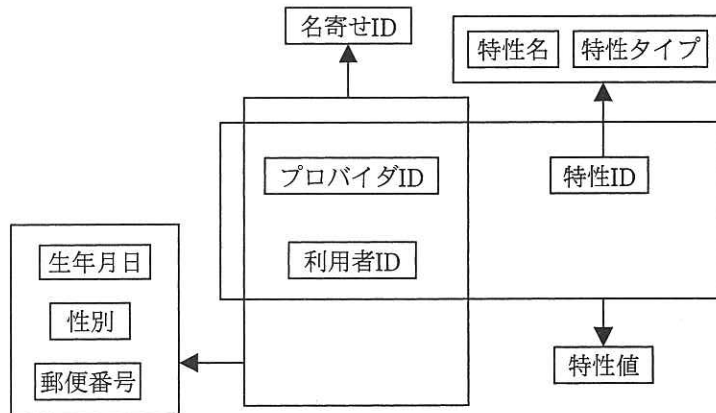 名寄せID
特性名 特性タイプ
プロバイダID
特性ID
生年月日
利用者ID
性別
特性値
郵便番号